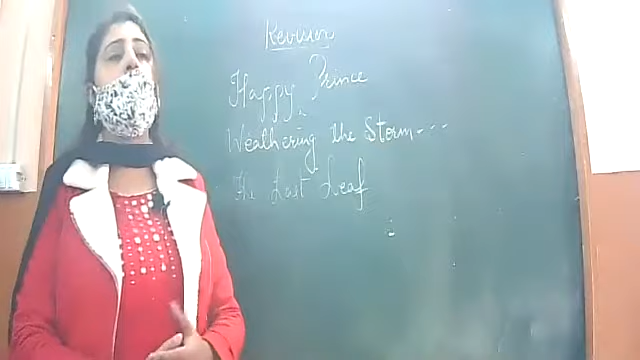 Revision
Happy Prince
Weathering the Storm---
The Last Leaf